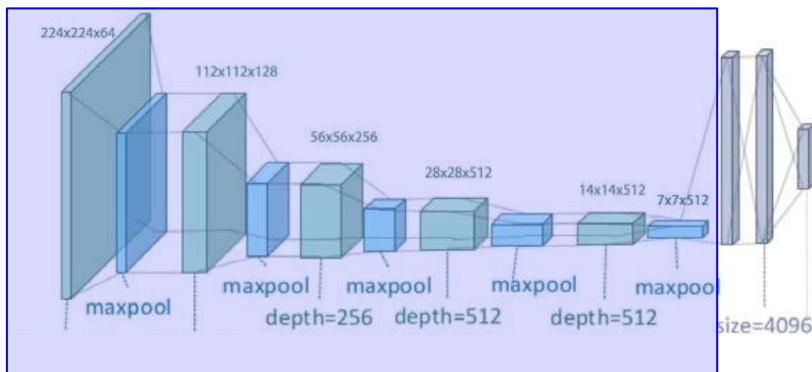 224x224x64
112x112x128
56x56x256
28x28x512
14x14x512
7x7x512
maxpool
maxpool
maxpool
maxpool
maxpool
depth=256
depth=512
depth=512
size=4096